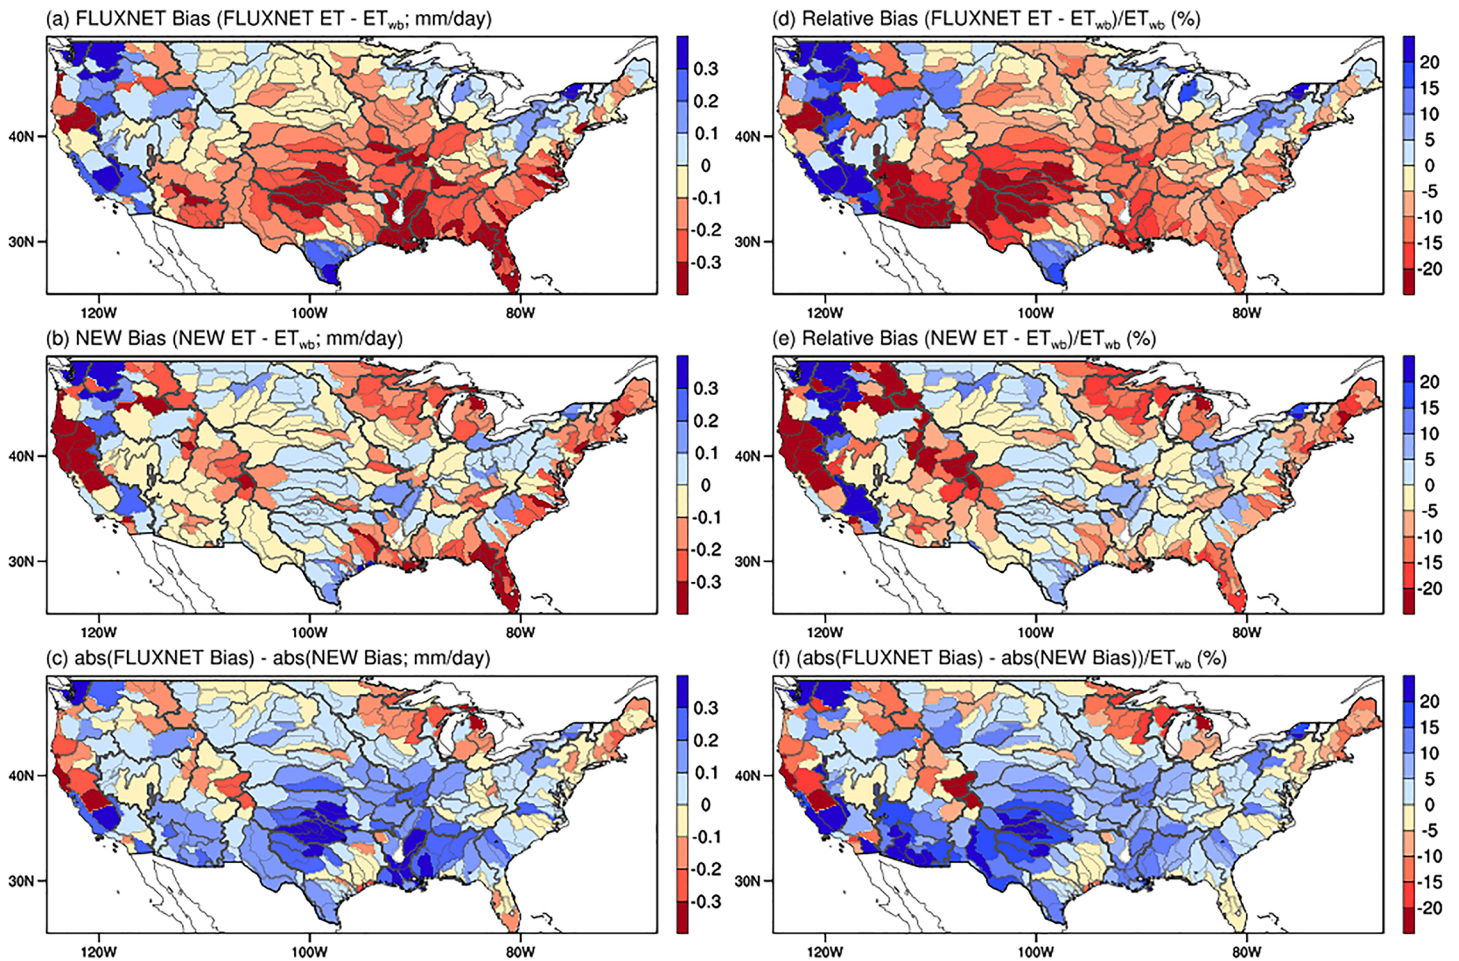 (a) FLUXNET Bias (FLUXNET ET - ETwb; mm/day)
40N
30N
120W 100W 80W
0.3
0.2
0.1
0
-0.1
-0.2
-0.3
(d) Relative Bias (FLUXNET ET - ETwb)/ETwb (%)
40N
30N
120W 100W 80W
20
15
10
5
0
-5
-10
-15
-20
(b) NEW Bias (NEW ET - ETwb; mm/day)
40N
30N
120W 100W 80W
0.3
0.2
0.1
0
-0.1
-0.2
-0.3
(e) Relative Bias (NEW ET - ETwb)/ETwb (%)
40N
30N
120W 100W 80W
20
15
10
5
0
-5
-10
-15
-20
(c) abs(FLUXNET Bias) - abs(NEW Bias; mm/day)
40N
30N
120W 100W 80W
0.3
0.2
0.1
0
-0.1
-0.2
-0.3
(f) (abs(FLUXNET Bias) - abs(NEW Bias))/ETwb (%)
40N
30N
120W 100W 80W
20
15
10
5
0
-5
-10
-15
-20